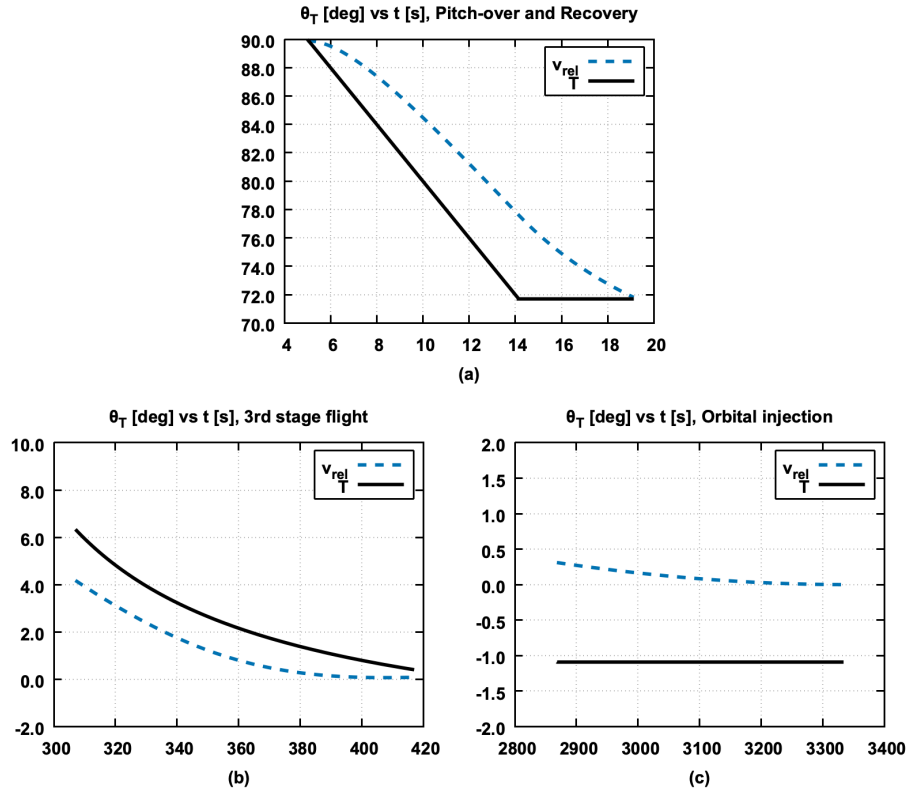 θT [deg] vs t [s], Pitch-over and Recovery
90.0
88.0
86.0
84.0
82.0
80.0
78.0
76.0
74.0
72.0
70.0
vrel
T
4 6 8 10 12 14 16 18 20
(a)
θT [deg] vs t [s], 3rd stage flight
10.0
8.0
6.0
4.0
2.0
0.0
-2.0
vrel
T
300 320 340 360 380 400 420
(b)
θT [deg] vs t [s], Orbital injection
2.0
1.5
1.0
0.5
0.0
-0.5
-1.0
-1.5
-2.0
vrel
T
2800 2900 3000 3100 3200 3300 3400
(c)